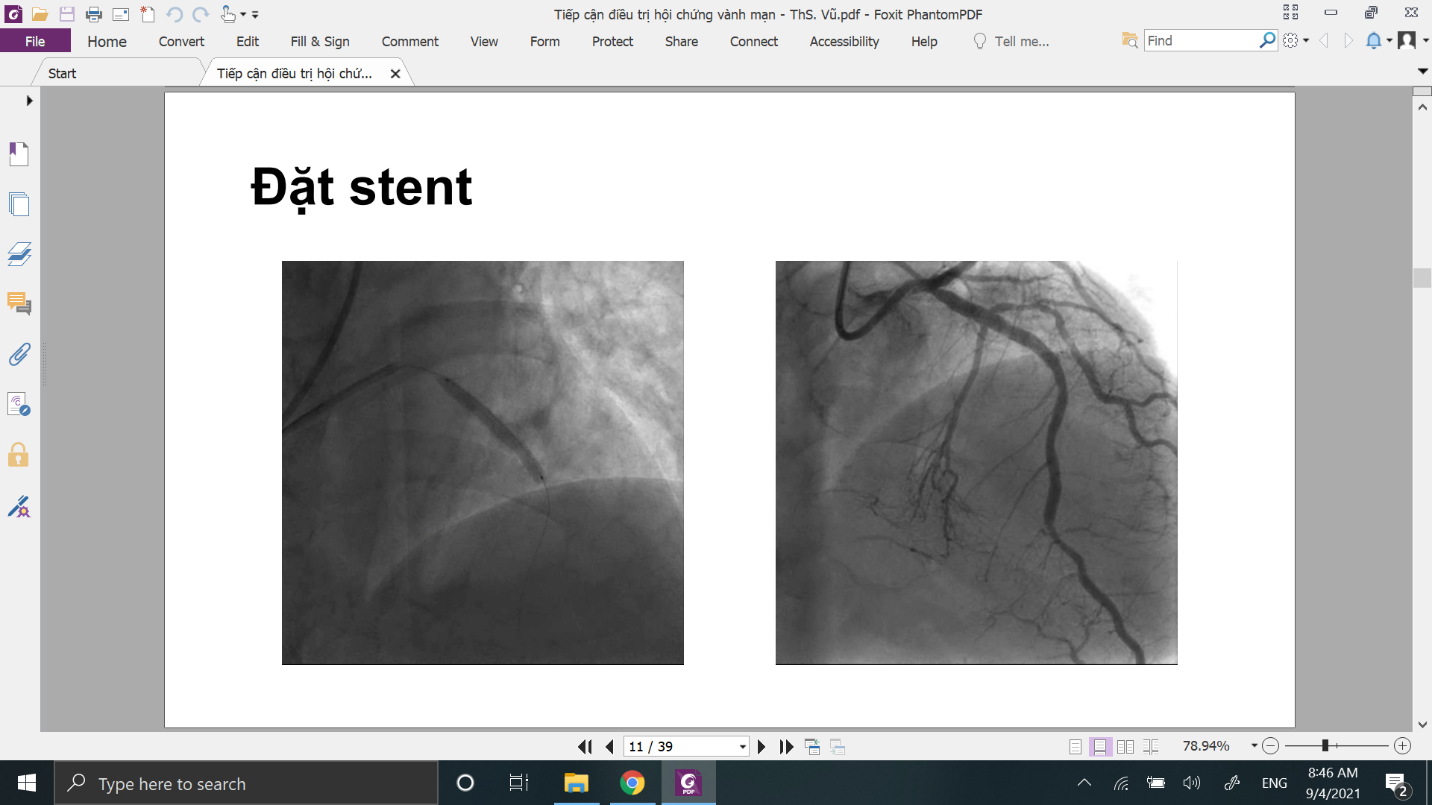 Tiếp cận điều trị hội chứng vành mạn - ThS. Vũ.pdf - Foxit PhantomPDF
File Home Convert Edit Fill & Sign Comment View Form Protect Share Connect Accessibility Help Tell me... Find
Start Tiếp cận điều trị hội chứ...
Đặt stent
11 / 39 78.94%
Type here to search
PDF
ENG
8:46 AM
9/4/2021
2